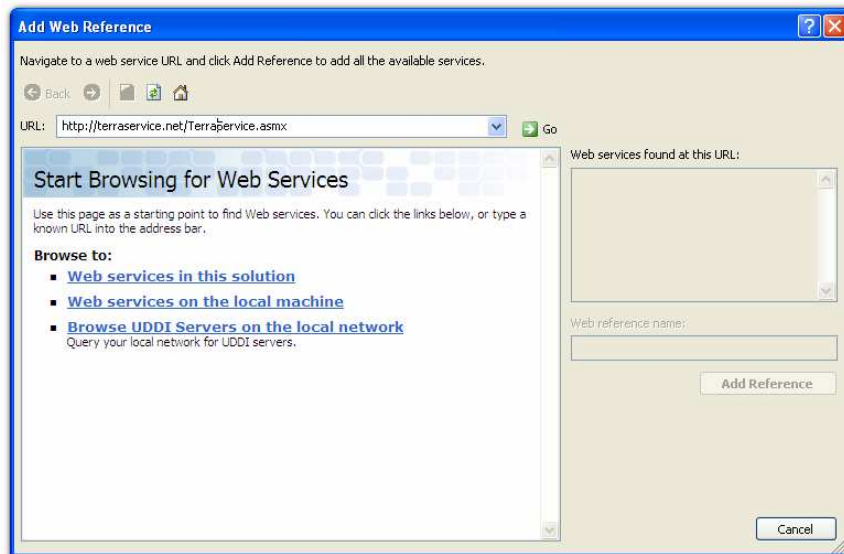 Add Web Reference
Navigate to a web service URL and click Add Reference to add all the available services.
Back
URL: http://terraservice.net/TerraService.asmx Go
Start Browsing for Web Services
Use this page as a starting point to find Web services. You can click the links below, or type a
known URL into the address bar.
Browse to:
Web services in this solution
Web services on the local machine
Browse UDDI Servers on the local network
Query your local network for UDDI servers.
Web services found at this URL:
Web reference name:
Add Reference
Cancel